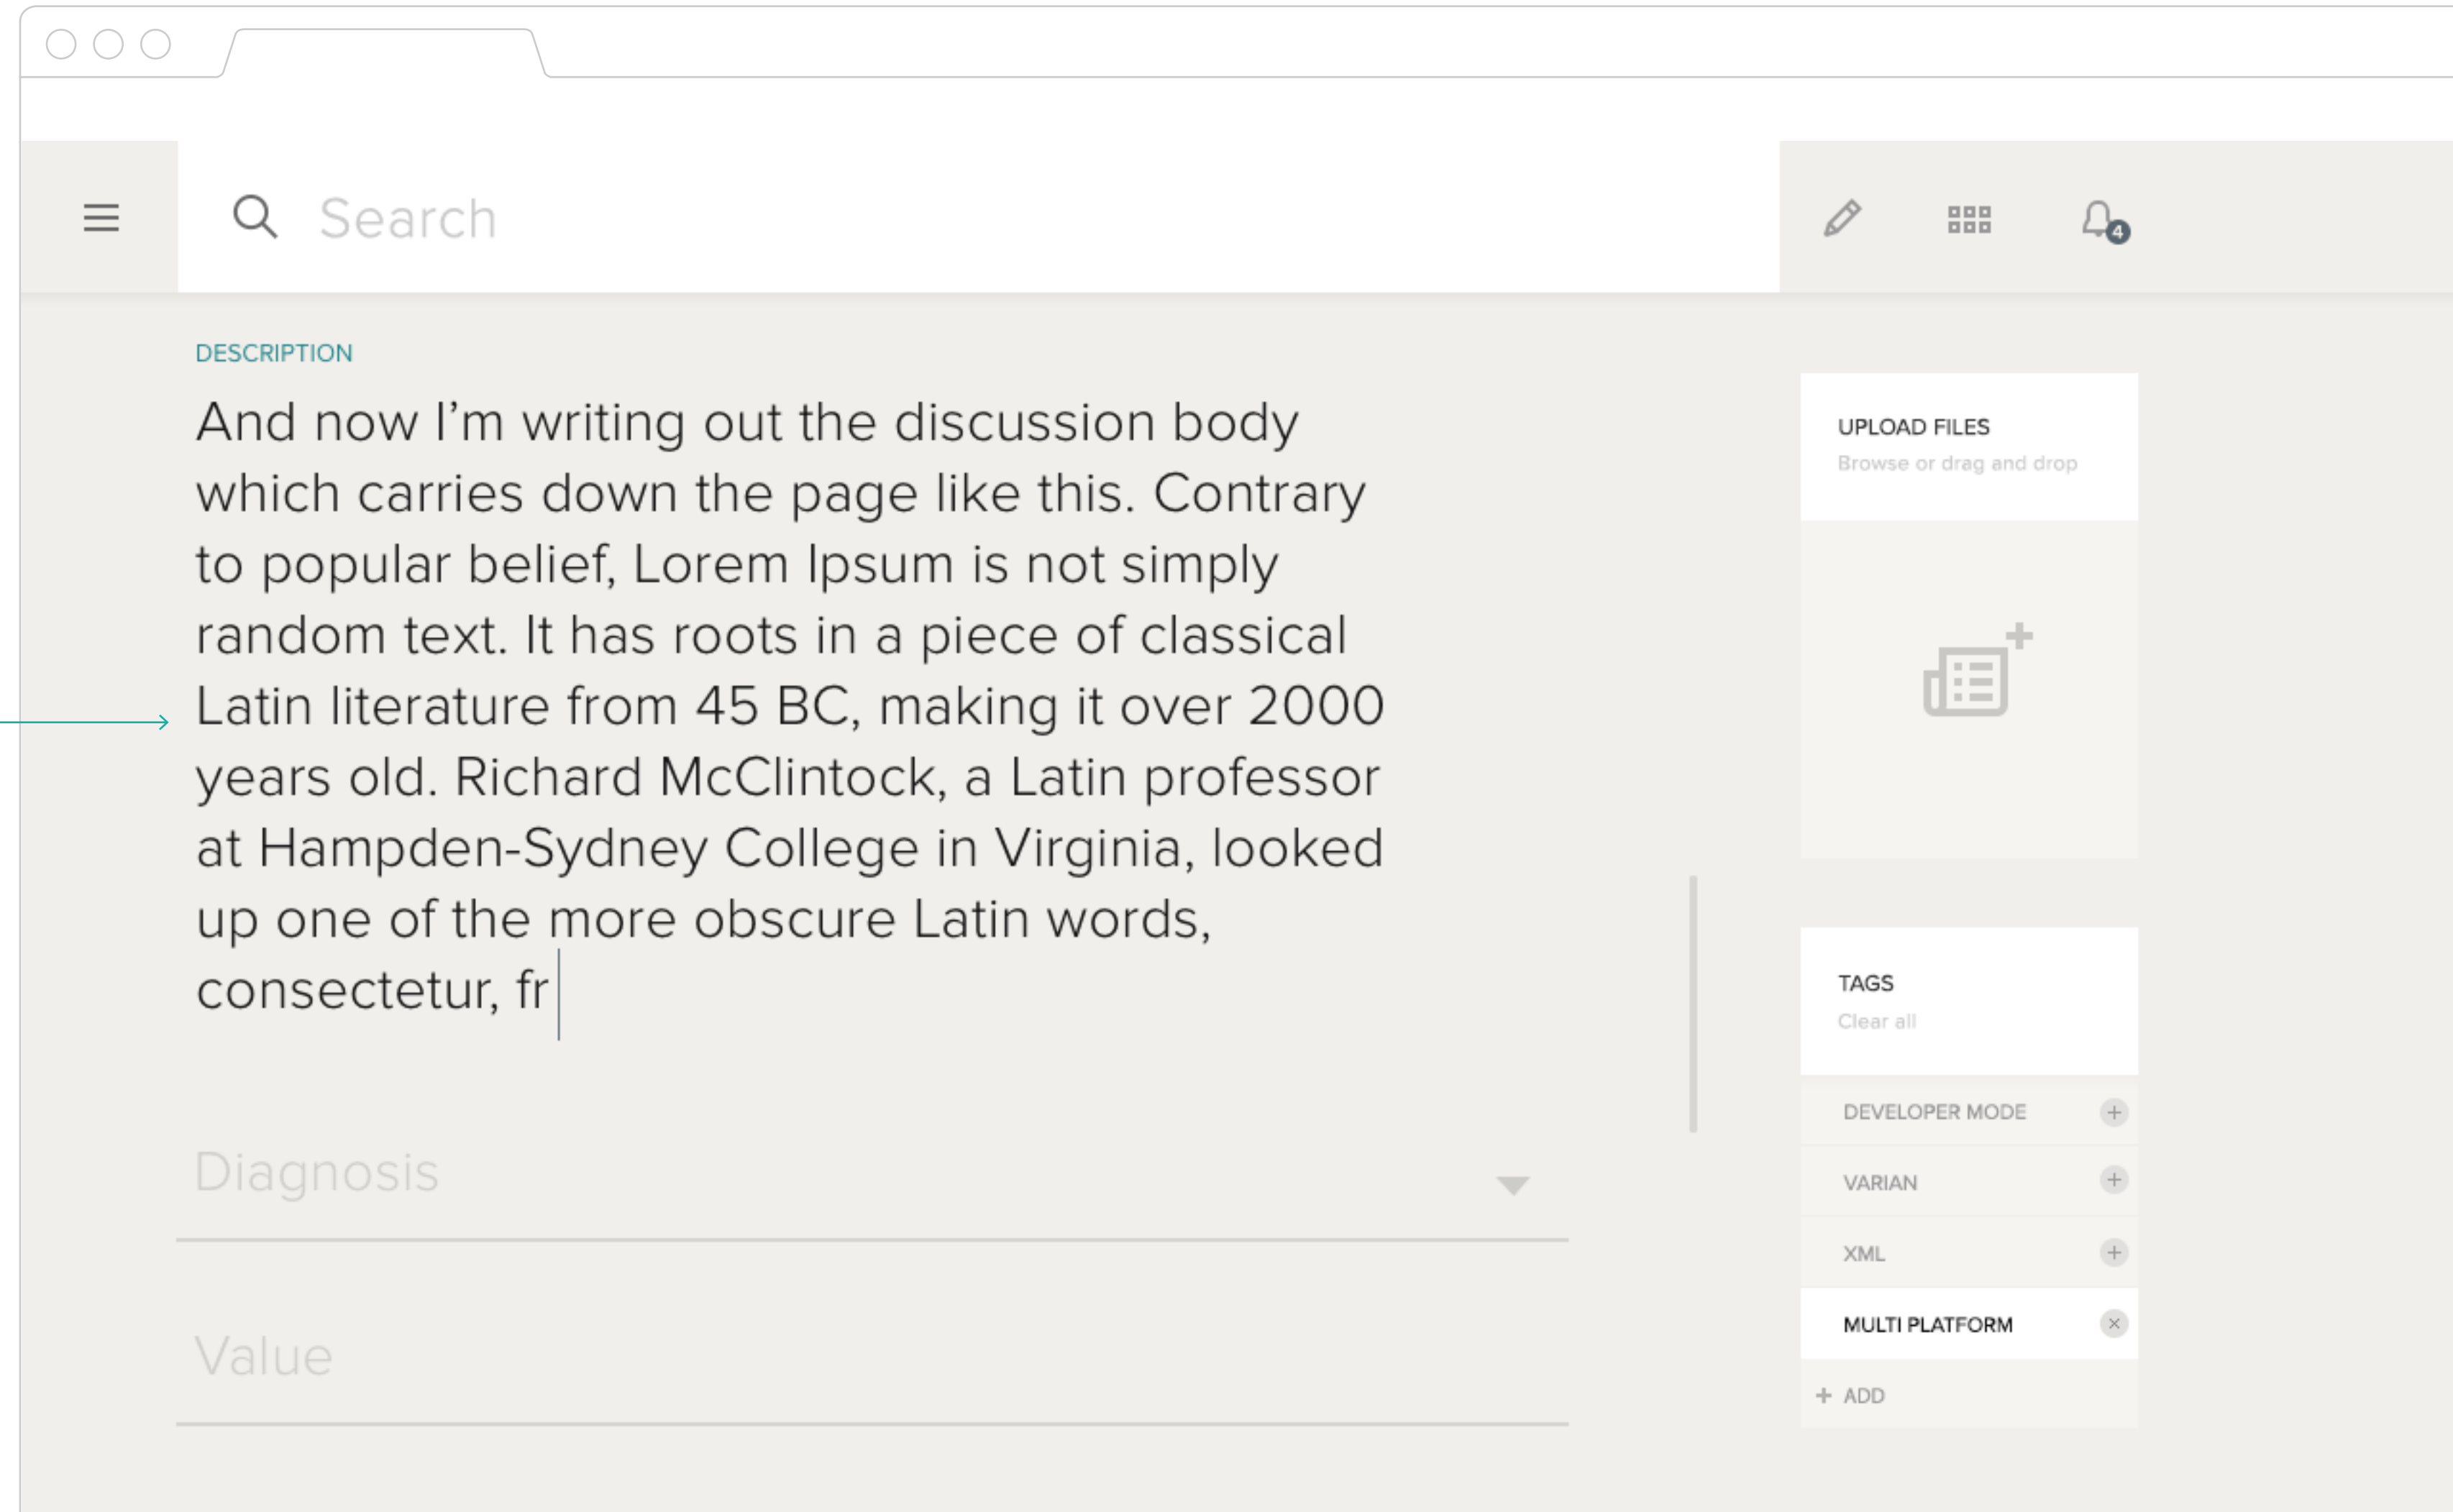 Search
4
DESCRIPTION
And now I’m writing out the discussion body
which carries down the page like this. Contrary
to popular belief, Lorem Ipsum is not simply
random text. It has roots in a piece of classical
Latin literature from 45 BC, making it over 2000
years old. Richard McClintock, a Latin professor
at Hampden-Sydney College in Virginia, looked
up one of the more obscure Latin words,
consectetur, fr
Diagnosis
Value
UPLOAD FILES
Browse or drag and drop
TAGS
Clear all
DEVELOPER MODE
VARIAN
XML
MULTI PLATFORM
+ ADD